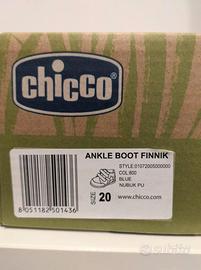 chicco
ANKLE BOOT FINNIK
STYLE:01072005000000
COL:800
BLUE
NUBUK PU
SIZE 20
8 051182 501436
www.chicco.com
subito